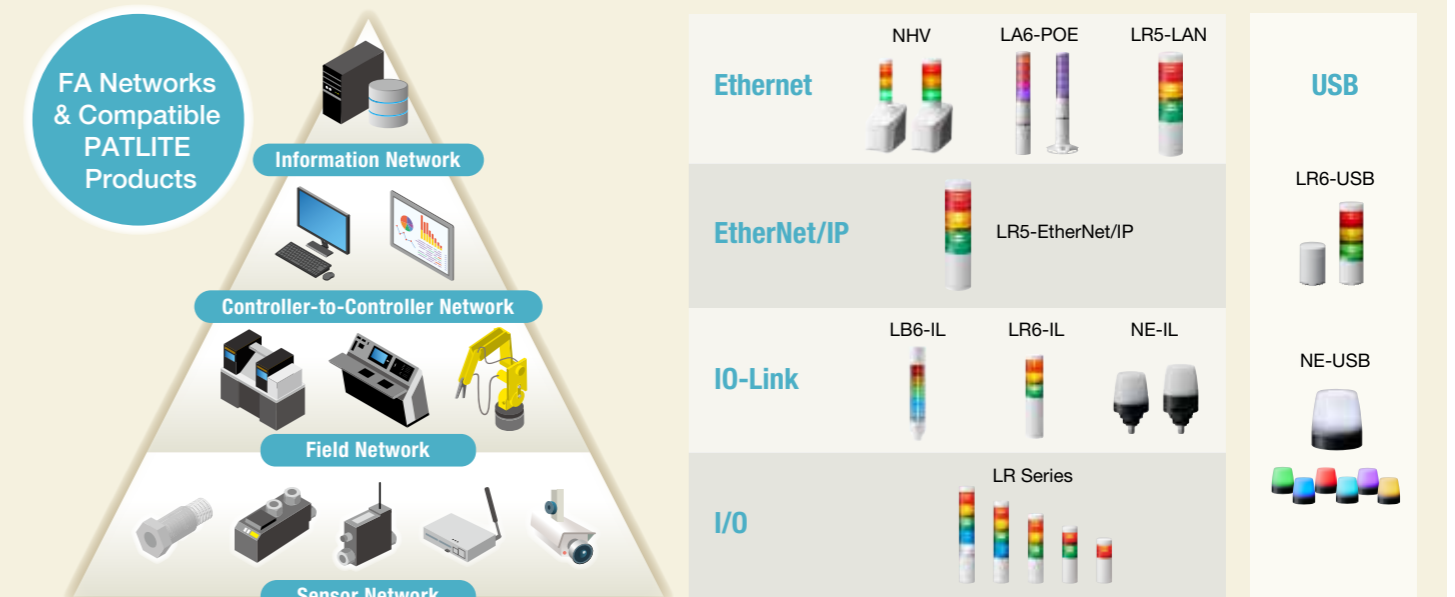 FA Networks
& Compatible
PATLITE
Products
Information Network
Controller-to-Controller Network
Field Network
Sensor Network
Ethernet
NHV
LA6-POE
LR5-LAN
EtherNet/IP
LR5-EtherNet/IP
IO-Link
LB6-IL
LR6-IL
NE-IL
I/O
LR Series
USB
LR6-USB
NE-USB